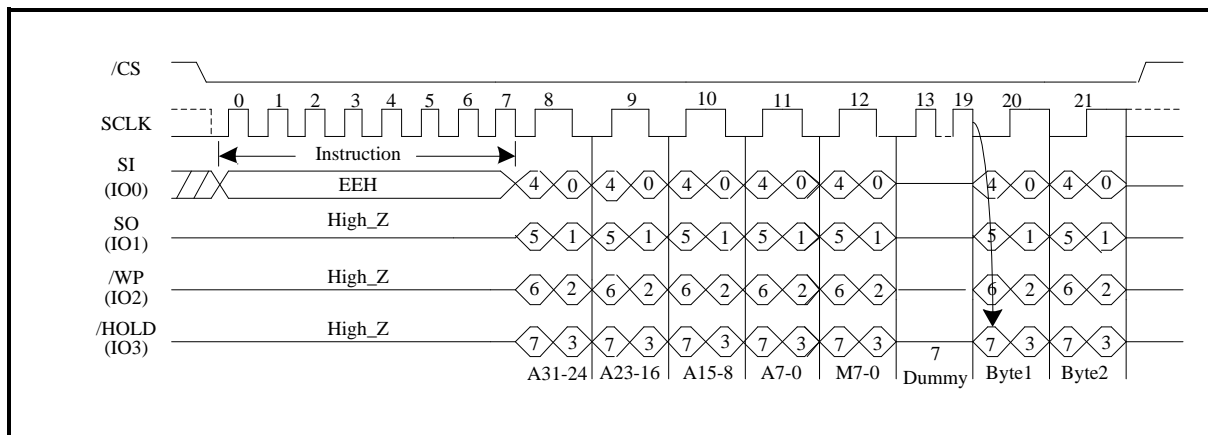 /CS
0 1 2 3 4 5 6 7 8 9 10 11 12 13 19 20 21
SCLK
Instruction
SI
(IO0)
EEH
4 0 4 0 4 0 4 0 4 0 4 0 4 0
SO
(IO1)
High_Z
5 1 5 1 5 1 5 1 5 1 5 1 5 1
/WP
(IO2)
High_Z
6 2 6 2 6 2 6 2 6 2 6 2 6 2
/HOLD
(IO3)
High_Z
7 3 7 3 7 3 7 3 7 3 7 3 7 3
7
A31-24 A23-16 A15-8 A7-0 M7-0 Dummy Byte1 Byte2